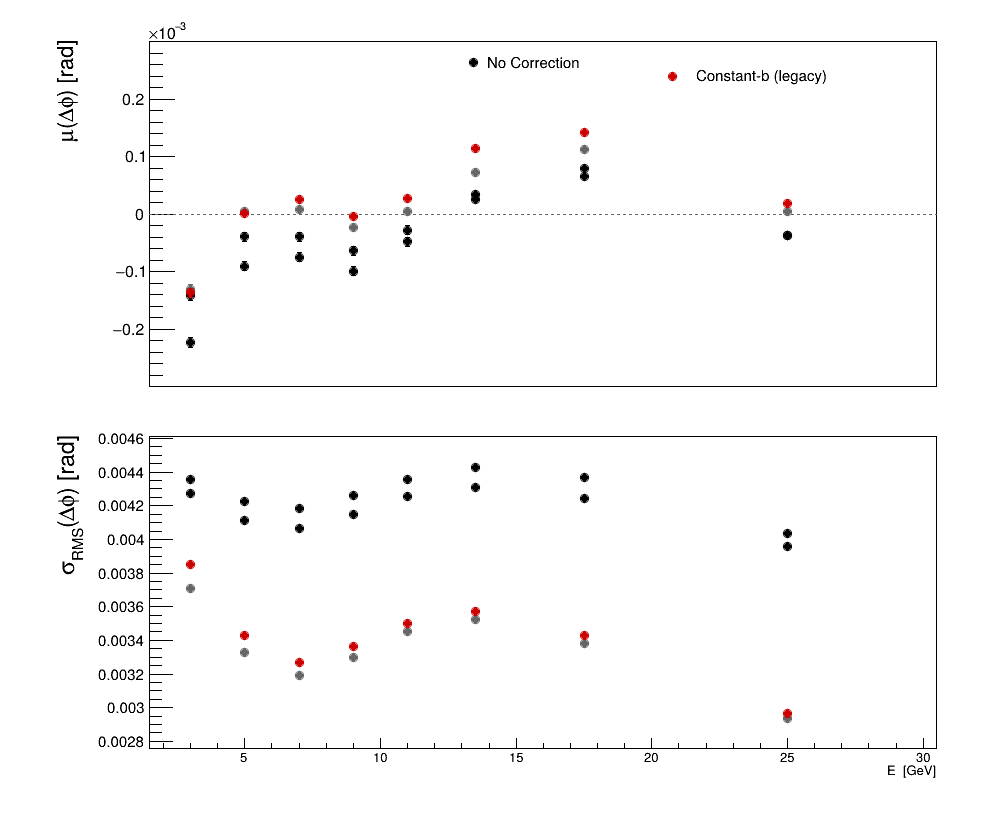 ×10⁻³
μ(Δϕ) [rad]
No Correction
Constant-b (legacy)
0.2
0.1
0
−0.1
−0.2
σRMS(Δϕ) [rad]
0.0046
0.0044
0.0042
0.004
0.0038
0.0036
0.0034
0.0032
0.003
0.0028
5 10 15 20 25 30
E [GeV]